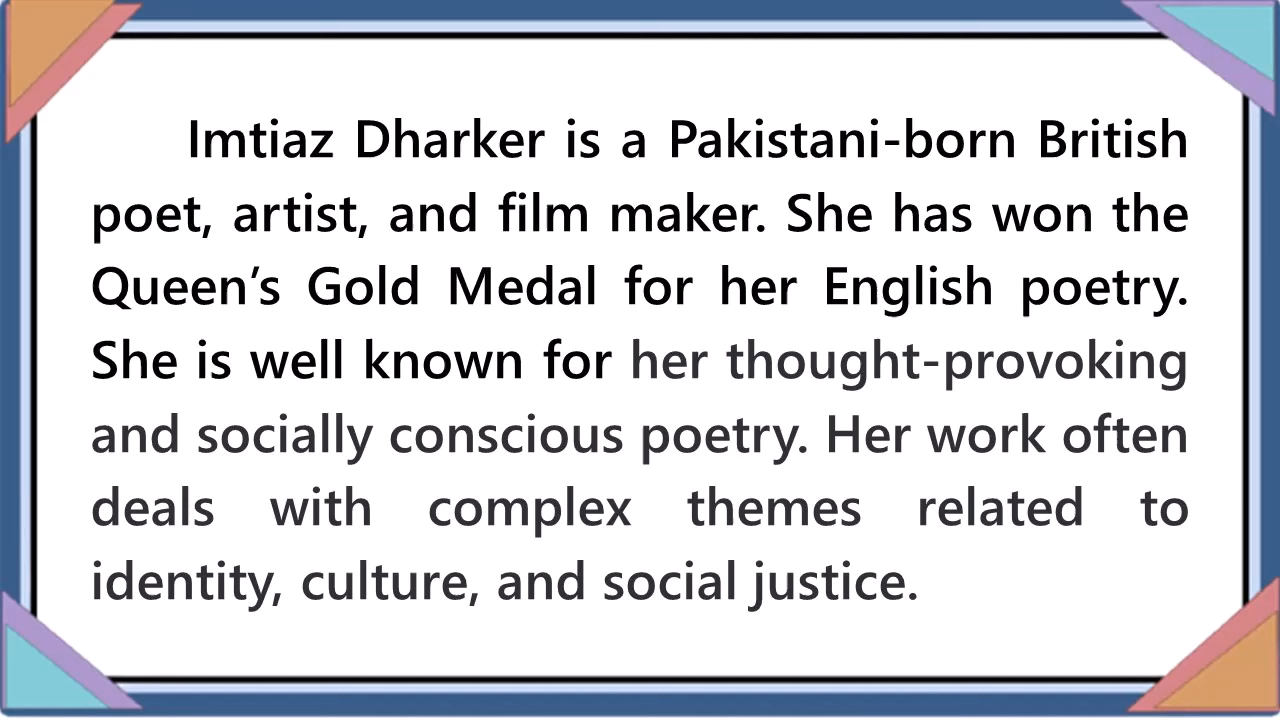 Imtiaz Dharker is a Pakistani-born British
poet, artist, and film maker. She has won the
Queen’s Gold Medal for her English poetry.
She is well known for her thought-provoking
and socially conscious poetry. Her work often
deals with complex themes related to
identity, culture, and social justice.